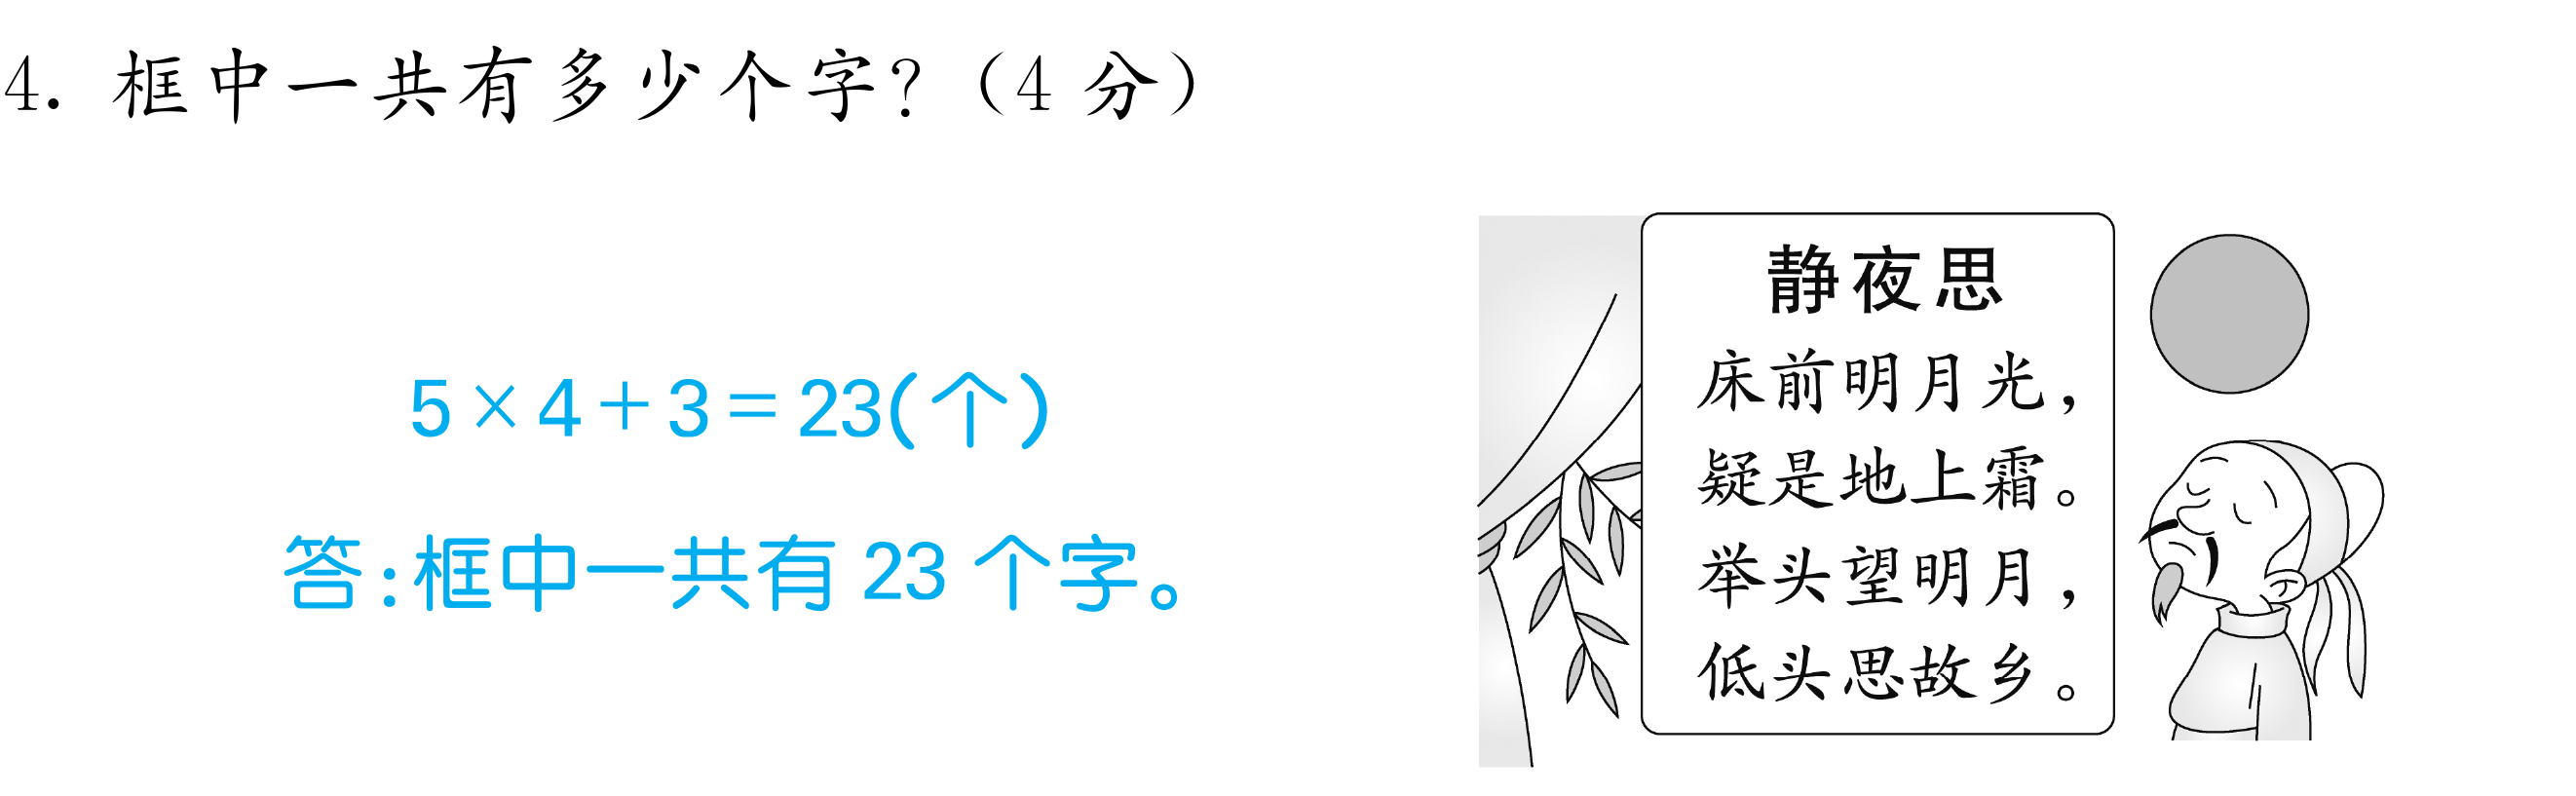 4. 框中一共有多少个字？（4 分）
5×4+3=23(个)
答:框中一共有 23 个字。
静夜思
床前明月光，
疑是地上霜。
举头望明月，
低头思故乡。